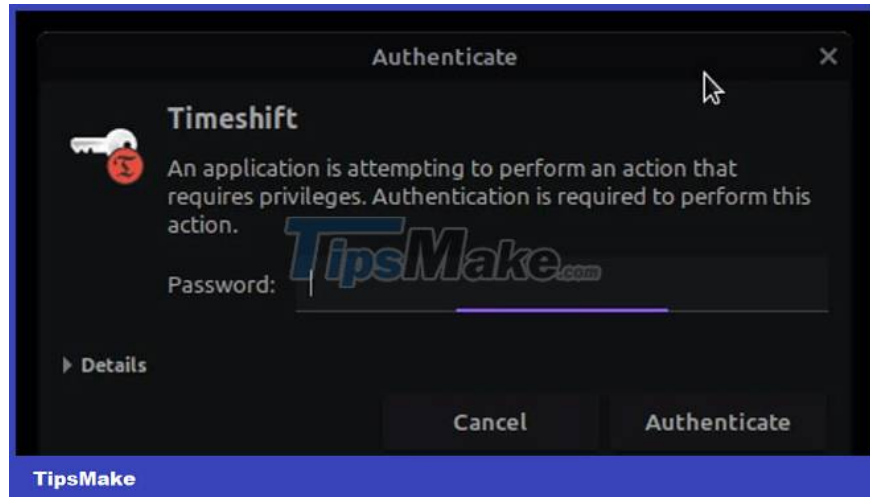 Authenticate
Timeshift
An application is attempting to perform an action that
requires privileges. Authentication is required to perform this
action.
TipsMake.com
Password:
Details
Cancel
Authenticate
TipsMake